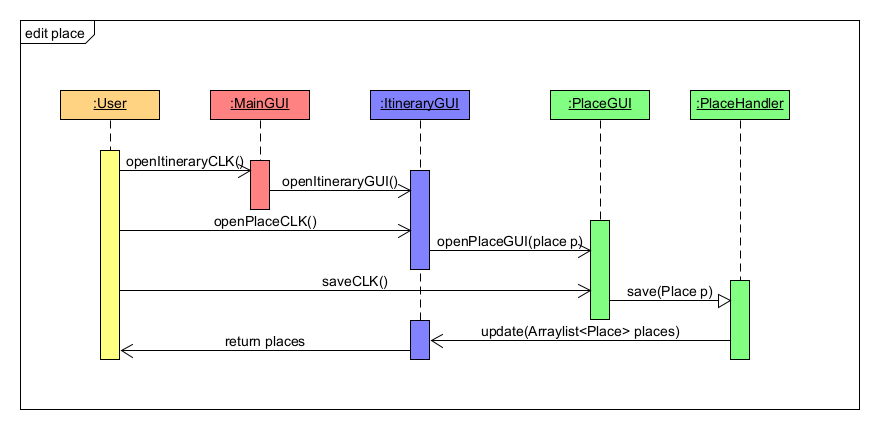 edit place
:User
:MainGUI
:ItineraryGUI
:PlaceGUI
:PlaceHandler
openItineraryCLK()
openItineraryGUI()
openPlaceCLK()
openPlaceGUI(place p)
saveCLK()
save(Place p)
update(Arraylist<Place> places)
return places